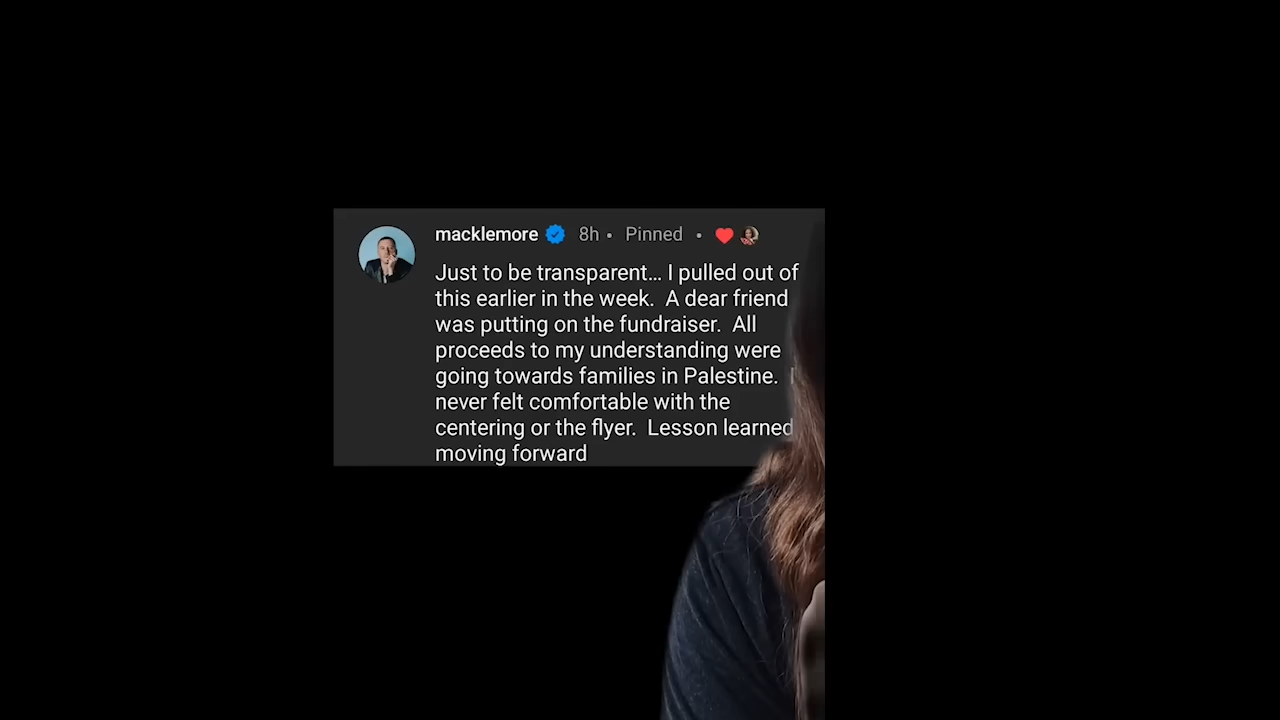 macklemore 8h • Pinned •
Just to be transparent... I pulled out of
this earlier in the week. A dear friend
was putting on the fundraiser. All
proceeds to my understanding were
going towards families in Palestine. I
never felt comfortable with the
centering or the flyer. Lesson learned
moving forward